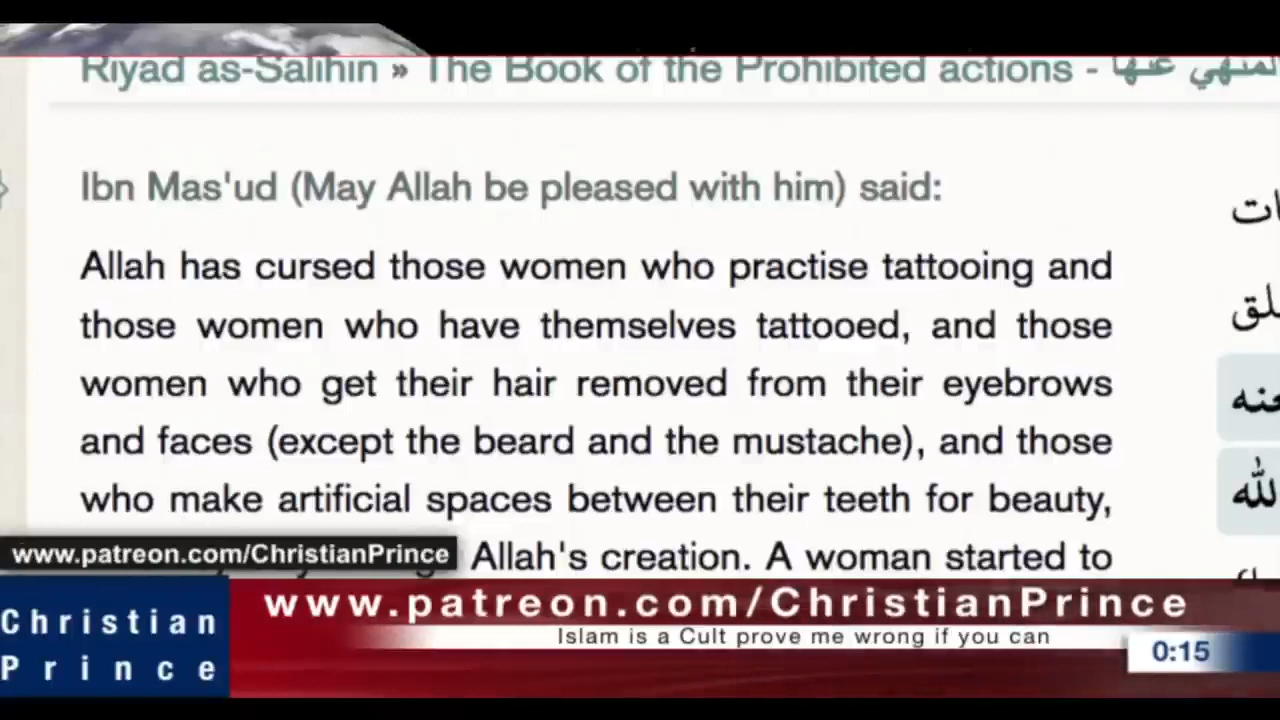 Riyad as-Salihin » The Book of the Prohibited actions - المنهي عنها
Ibn Mas'ud (May Allah be pleased with him) said:
Allah has cursed those women who practise tattooing and
those women who have themselves tattooed, and those
women who get their hair removed from their eyebrows
and faces (except the beard and the mustache), and those
who make artificial spaces between their teeth for beauty,
Allah's creation. A woman started to
www.patreon.com/ChristianPrince
www.patreon.com/ChristianPrince
Islam is a Cult prove me wrong if you can
Christian
Prince
0:15
الله